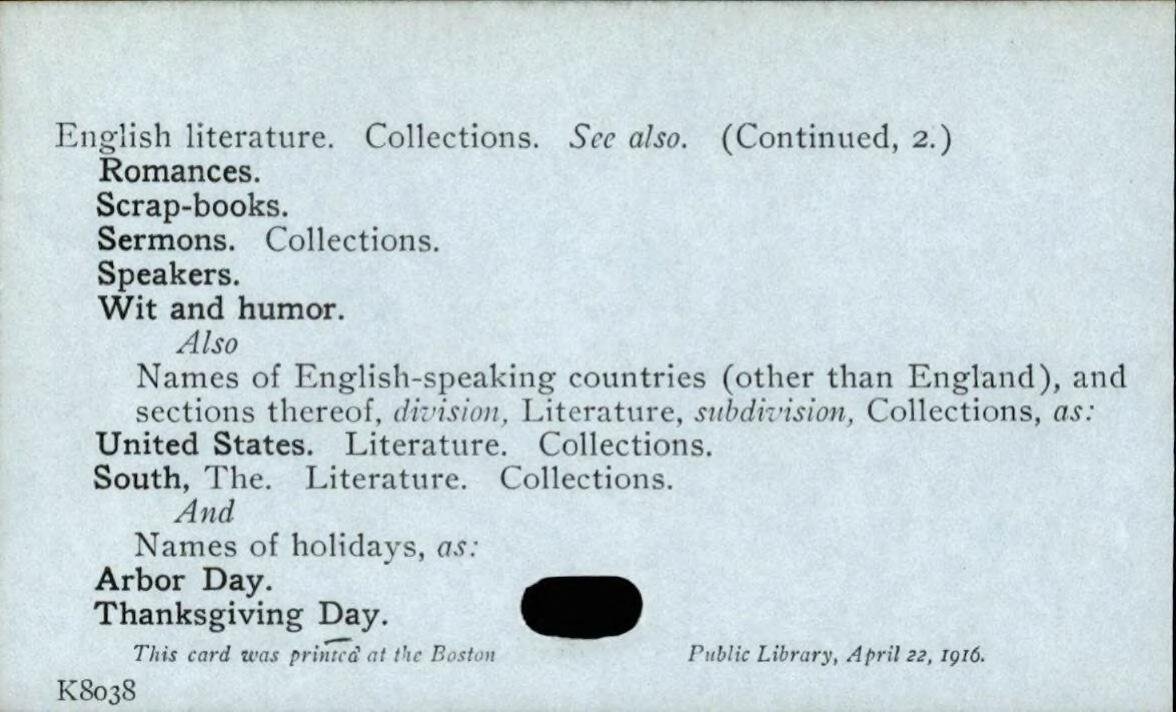 English literature. Collections. See also. (Continued, 2.)
Romances.
Scrap-books.
Sermons. Collections.
Speakers.
Wit and humor.
Also
Names of English-speaking countries (other than England), and
sections thereof, division, Literature, subdivision, Collections, as:
United States. Literature. Collections.
South, The. Literature. Collections.
And
Names of holidays, as:
Arbor Day.
Thanksgiving Day.
This card was printed at the Boston Public Library, April 22, 1916.
K8038